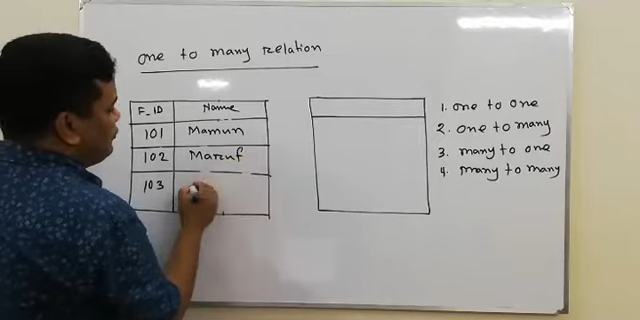 one to many relation
F_ID Name
101 Mamun
102 Maruf
103
1. one to one
2. one to many
3. many to one
4. many to many